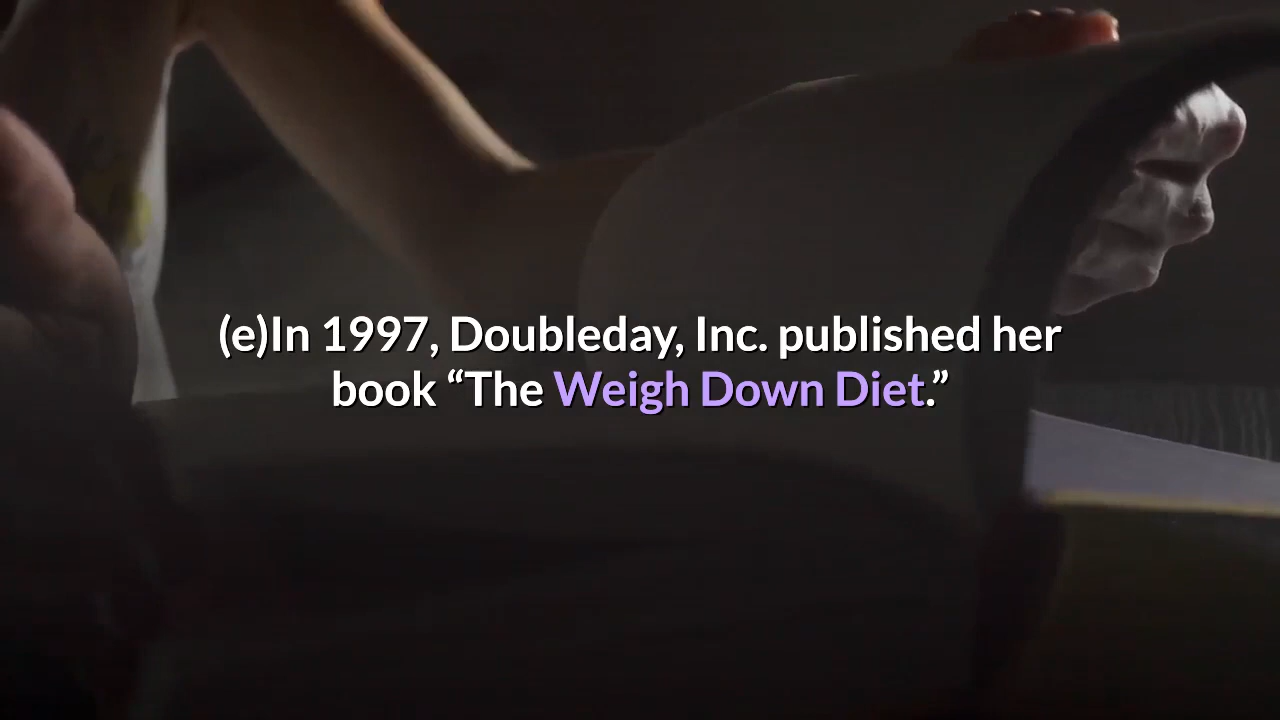 (e)In 1997, Doubleday, Inc. published her
book “The Weigh Down Diet.”